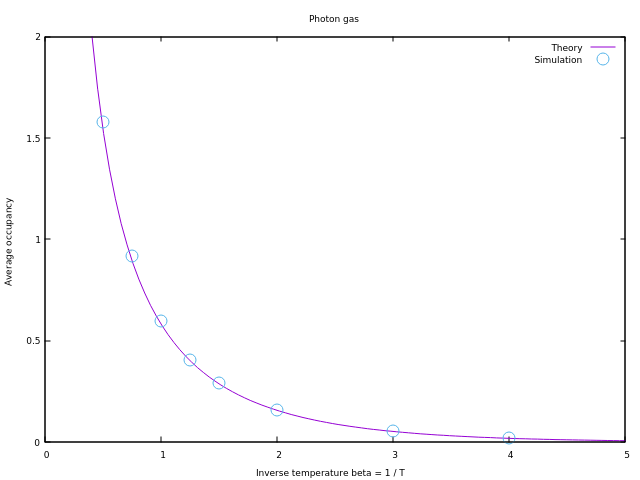 Photon gas
Theory
Simulation
2
1.5
1
0.5
0
0
1
2
3
4
5
Average occupancy
Inverse temperature beta = 1 / T